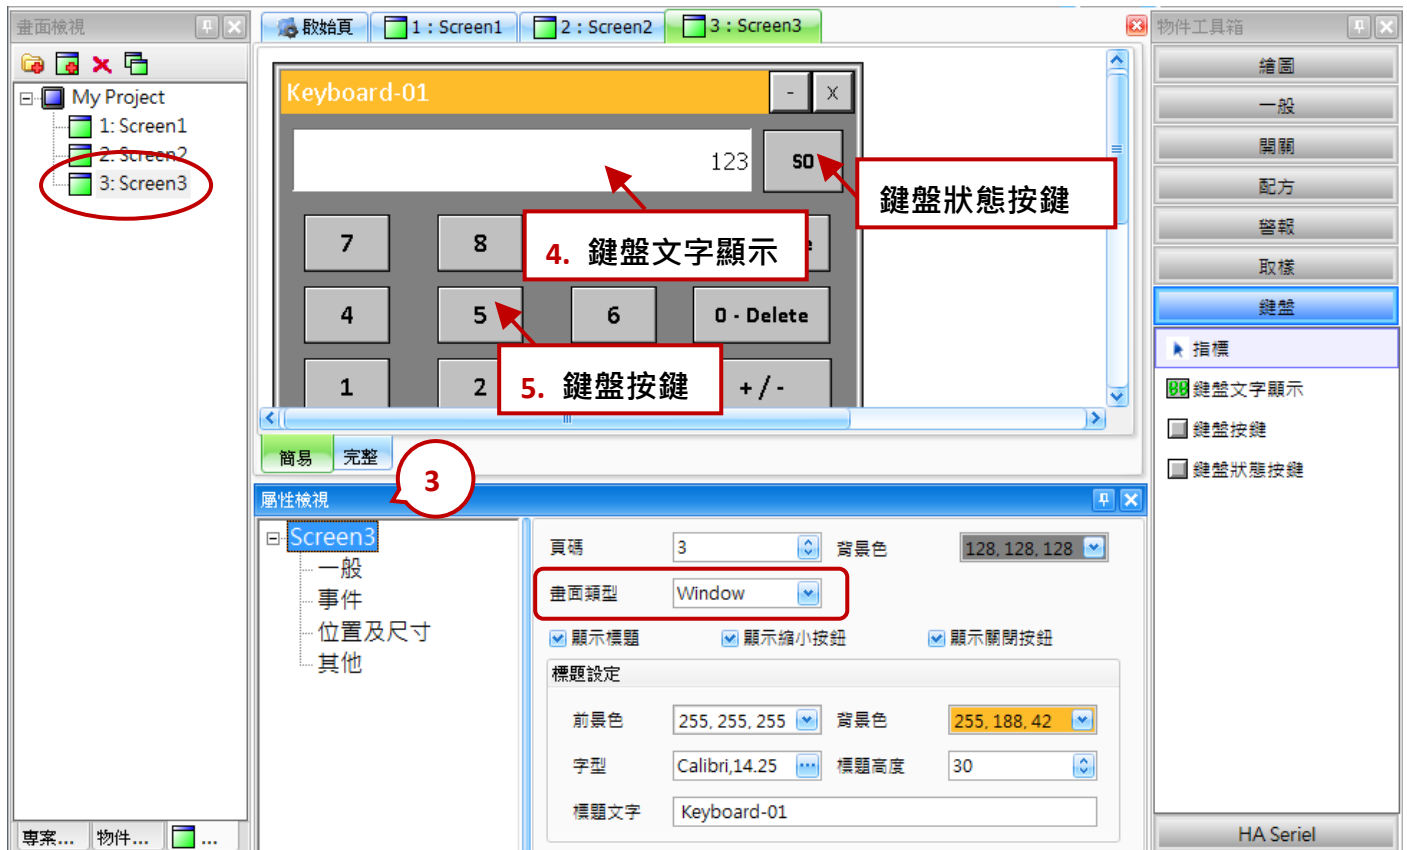 畫面檢視
My Project
1: Screen1
2: Screen2
3: Screen3
專案...
物件...
...
啟始頁
1 : Screen1
2 : Screen2
3 : Screen3
Keyboard-01
-
X
123
SO
鍵盤狀態按鍵
7
8
4. 鍵盤文字顯示
4
5
6
0 - Delete
1
2
5. 鍵盤按鍵
+ / -
簡易
完整
3
屬性檢視
Screen3
一般
事件
位置及尺寸
其他
頁碼
3
背景色
128, 128, 128
畫面類型
Window
顯示標題
顯示縮小按鈕
顯示關閉按鈕
標題設定
前景色
255, 255, 255
背景色
255, 188, 42
字型
Calibri,14.25
標題高度
30
標題文字
Keyboard-01
物件工具箱
繪圖
一般
開關
配方
警報
取樣
鍵盤
指標
鍵盤文字顯示
鍵盤按鍵
鍵盤狀態按鍵
HA Seriel